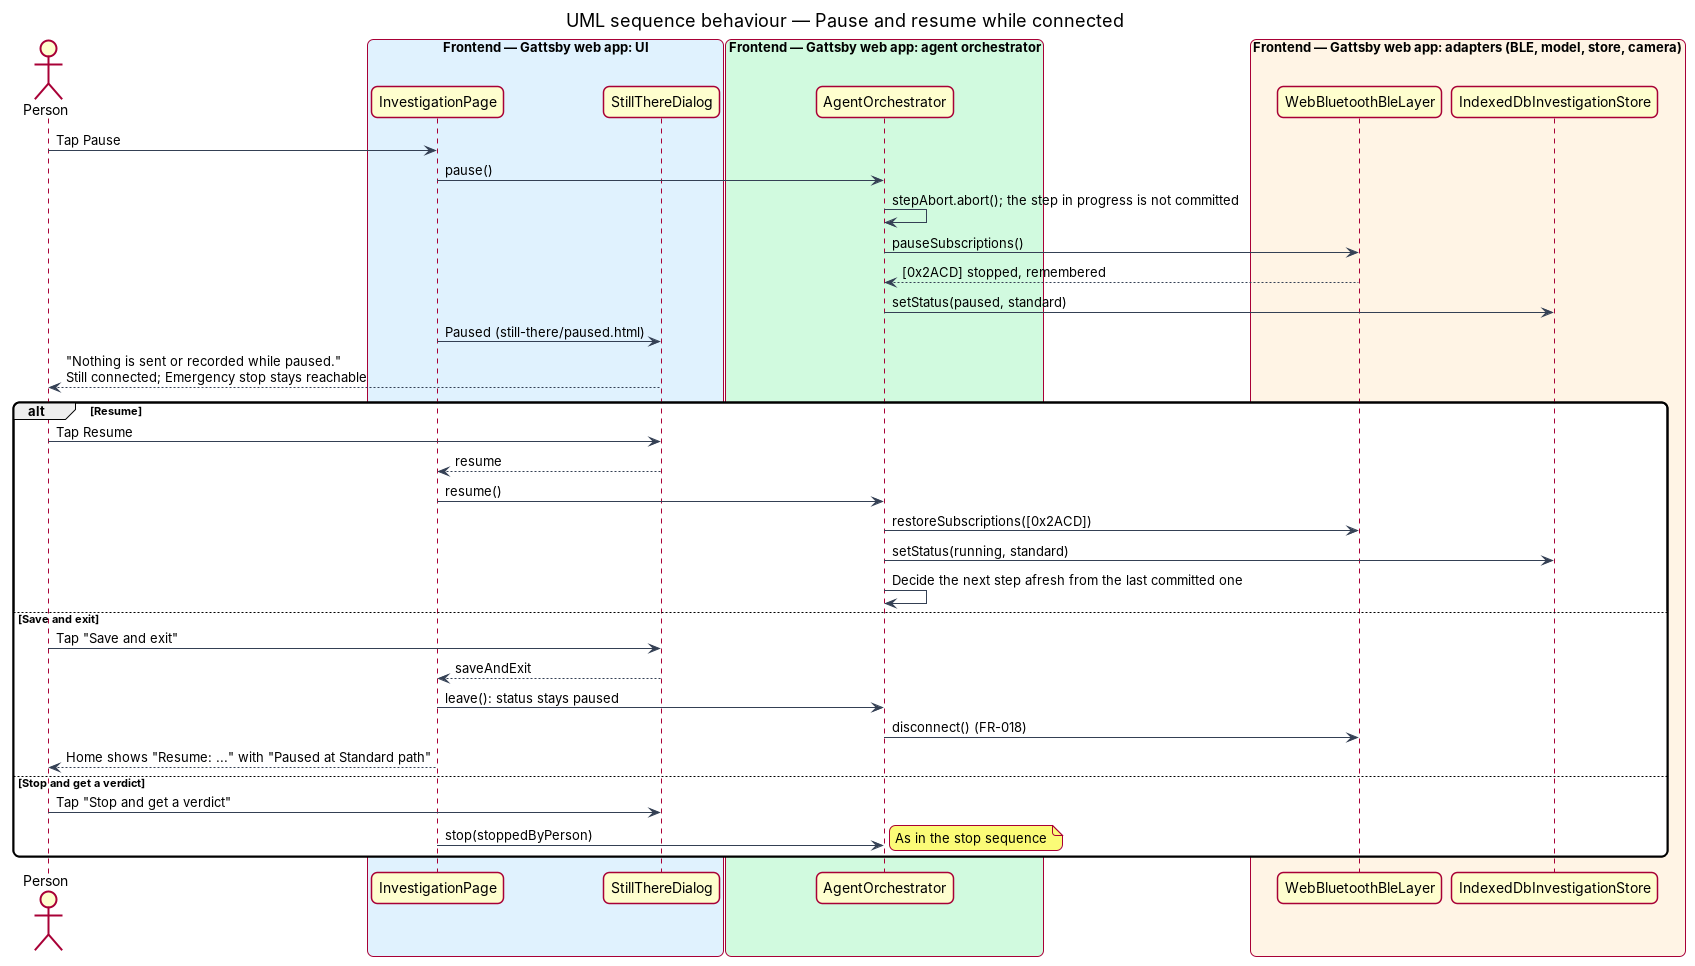 UML sequence behaviour — Pause and resume while connected
Frontend — Gattsby web app: UI
Frontend — Gattsby web app: agent orchestrator
Frontend — Gattsby web app: adapters (BLE, model, store, camera)
Person
InvestigationPage
StillThereDialog
AgentOrchestrator
WebBluetoothBleLayer
IndexedDbInvestigationStore
Tap Pause
pause()
stepAbort.abort(); the step in progress is not committed
pauseSubscriptions()
[0x2ACD] stopped, remembered
setStatus(paused, standard)
Paused (still-there/paused.html)
"Nothing is sent or recorded while paused."
Still connected; Emergency stop stays reachable
alt
[Resume]
Tap Resume
resume
resume()
restoreSubscriptions([0x2ACD])
setStatus(running, standard)
Decide the next step afresh from the last committed one
[Save and exit]
Tap "Save and exit"
saveAndExit
leave(): status stays paused
disconnect() (FR-018)
Home shows "Resume: ..." with "Paused at Standard path"
[Stop and get a verdict]
Tap "Stop and get a verdict"
stop(stoppedByPerson)
As in the stop sequence
Person
InvestigationPage
StillThereDialog
AgentOrchestrator
WebBluetoothBleLayer
IndexedDbInvestigationStore